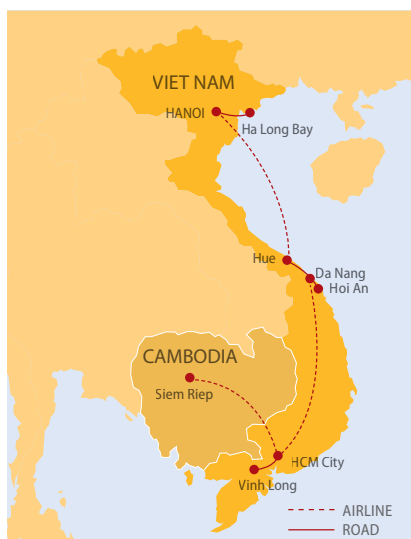 VIET NAM
HANOI
Ha Long Bay
Hue
Da Nang
Hoi An
CAMBODIA
Siem Riep
HCM City
Vinh Long
AIRLINE
ROAD